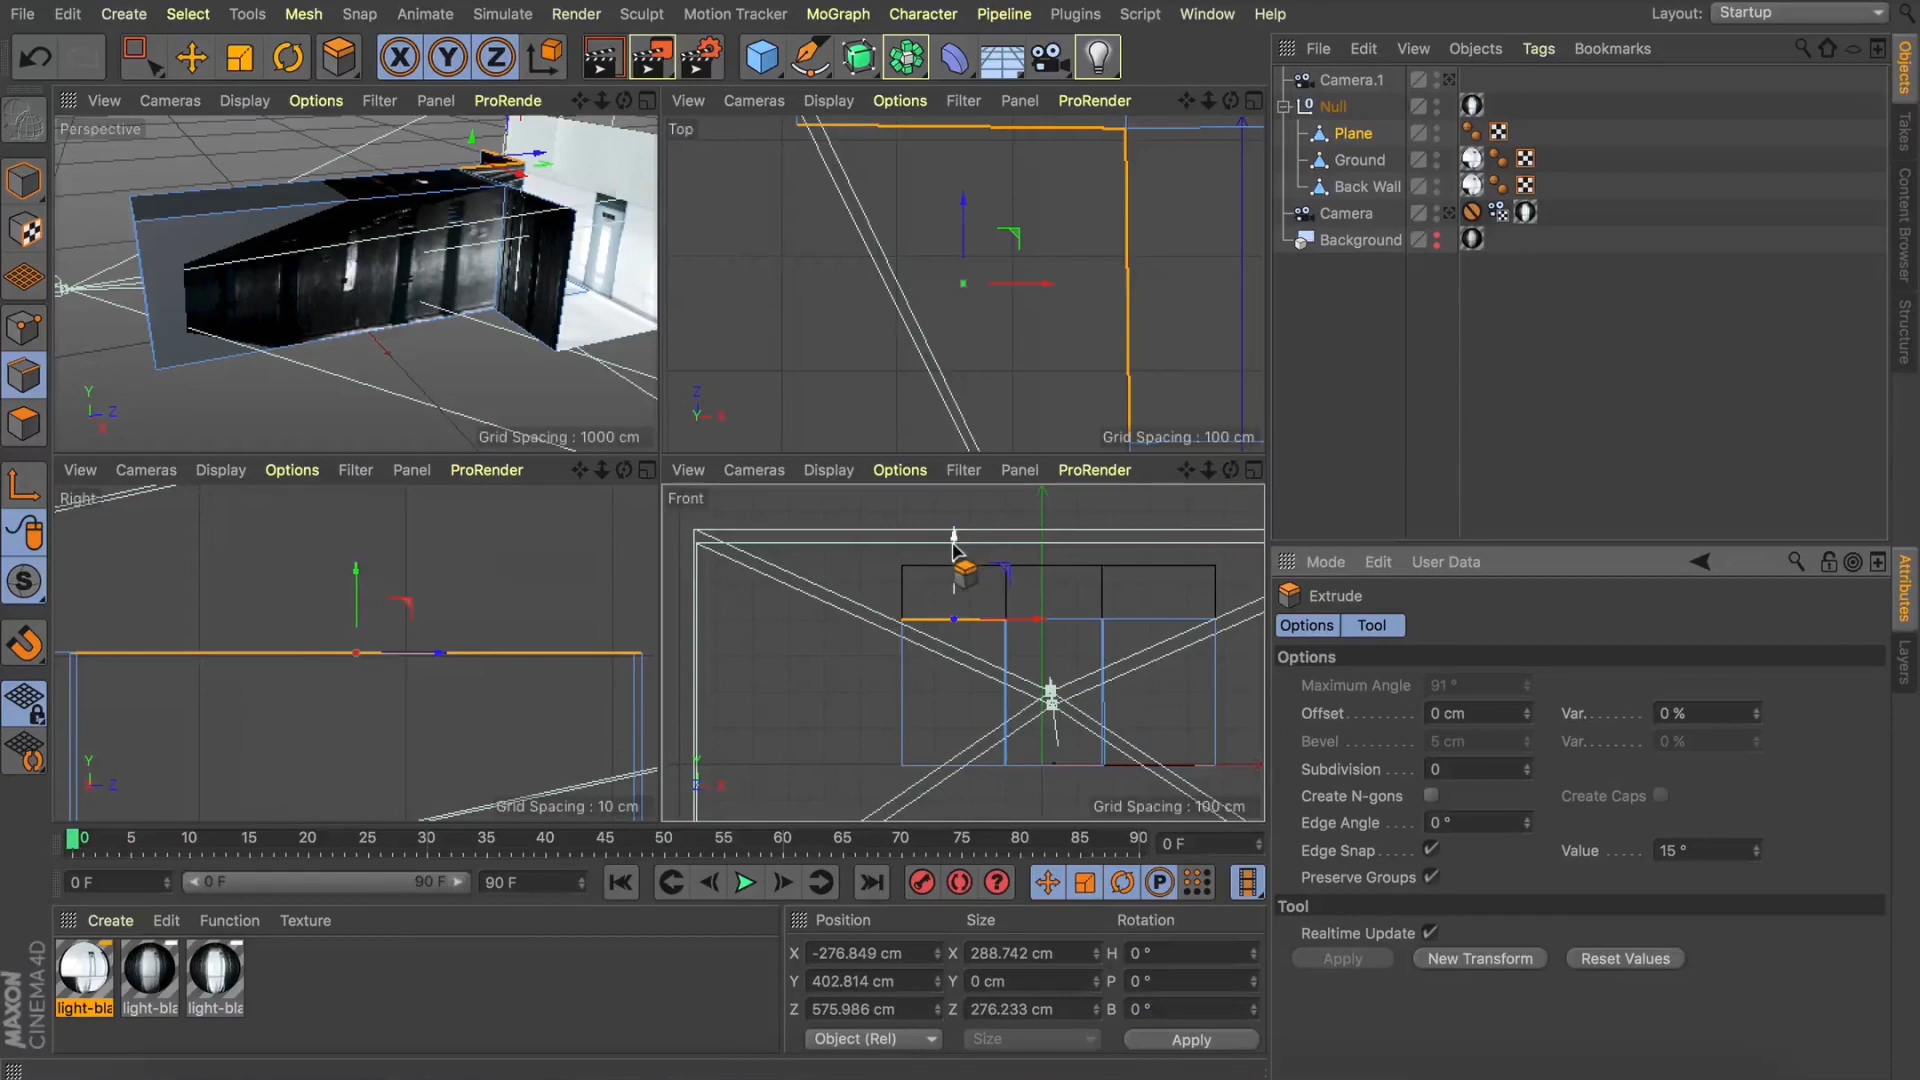 File Edit Create Select Tools Mesh Snap Animate Simulate Render Sculpt Motion Tracker MoGraph Character Pipeline Plugins Script Window Help Layout: Startup
X Y Z
File Edit View Objects Tags Bookmarks
Objects
Takes
Content Browser
Structure
View Cameras Display Options Filter Panel ProRende
View Cameras Display Options Filter Panel ProRender
Perspective
Y
Z
X
Grid Spacing : 1000 cm
Top
Z
Y X
Grid Spacing : 100 cm
Camera.1
Null
Plane
Ground
Back Wall
Camera
Background
View Cameras Display Options Filter Panel ProRender
View Cameras Display Options Filter Panel ProRender
Right
Y
X Z
Grid Spacing : 10 cm
Front
Y
Z X
Grid Spacing : 100 cm
Mode Edit User Data
Attributes
Layers
Extrude
Options Tool
Options
Maximum Angle 91 °
Offset 0 cm Var. 0 %
Bevel 5 cm Var. 0 %
Subdivision 0
Create N-gons Create Caps
Edge Angle 0 °
Edge Snap Value 15 °
Preserve Groups
Tool
Realtime Update
Apply New Transform Reset Values
0 5 10 15 20 25 30 35 40 45 50 55 60 65 70 75 80 85 90 0 F
0 F 0 F 90 F 90 F
P
Create Edit Function Texture
light-bla light-bla light-bla
Position Size Rotation
X -276.849 cm X 288.742 cm H 0 °
Y 402.814 cm Y 0 cm P 0 °
Z 575.986 cm Z 276.233 cm B 0 °
Object (Rel) Size Apply
MAXON
CINEMA 4D